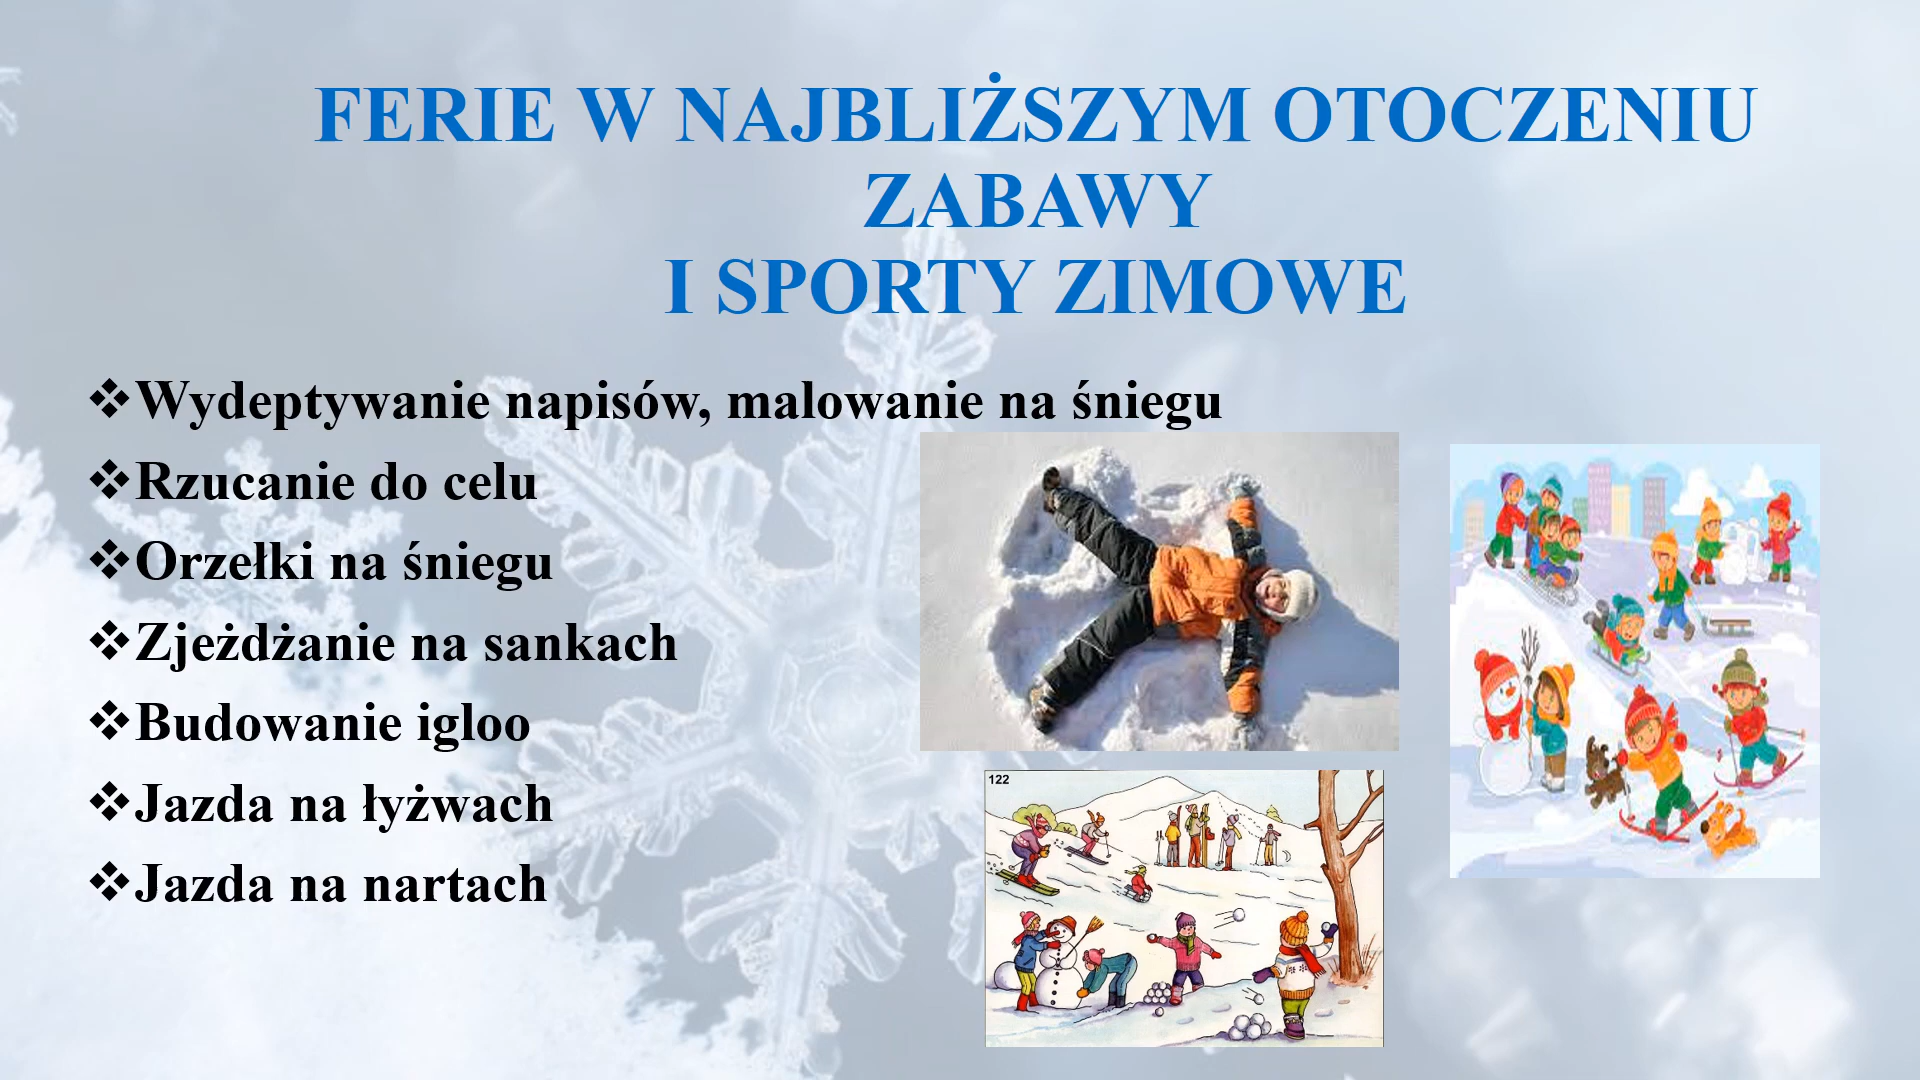 FERIE W NAJBLIŻSZYM OTOCZENIU
ZABAWY
I SPORTY ZIMOWE
❖Wydeptywanie napisów, malowanie na śniegu
❖Rzucanie do celu
❖Orzełki na śniegu
❖Zjeżdżanie na sankach
❖Budowanie igloo
❖Jazda na łyżwach
❖Jazda na nartach
122